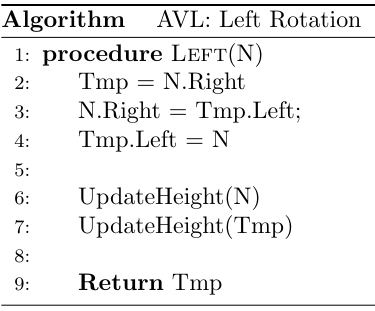 Algorithm AVL: Left Rotation
1: procedure LEFT(N)
2: Tmp = N.Right
3: N.Right = Tmp.Left;
4: Tmp.Left = N
5:
6: UpdateHeight(N)
7: UpdateHeight(Tmp)
8:
9: Return Tmp